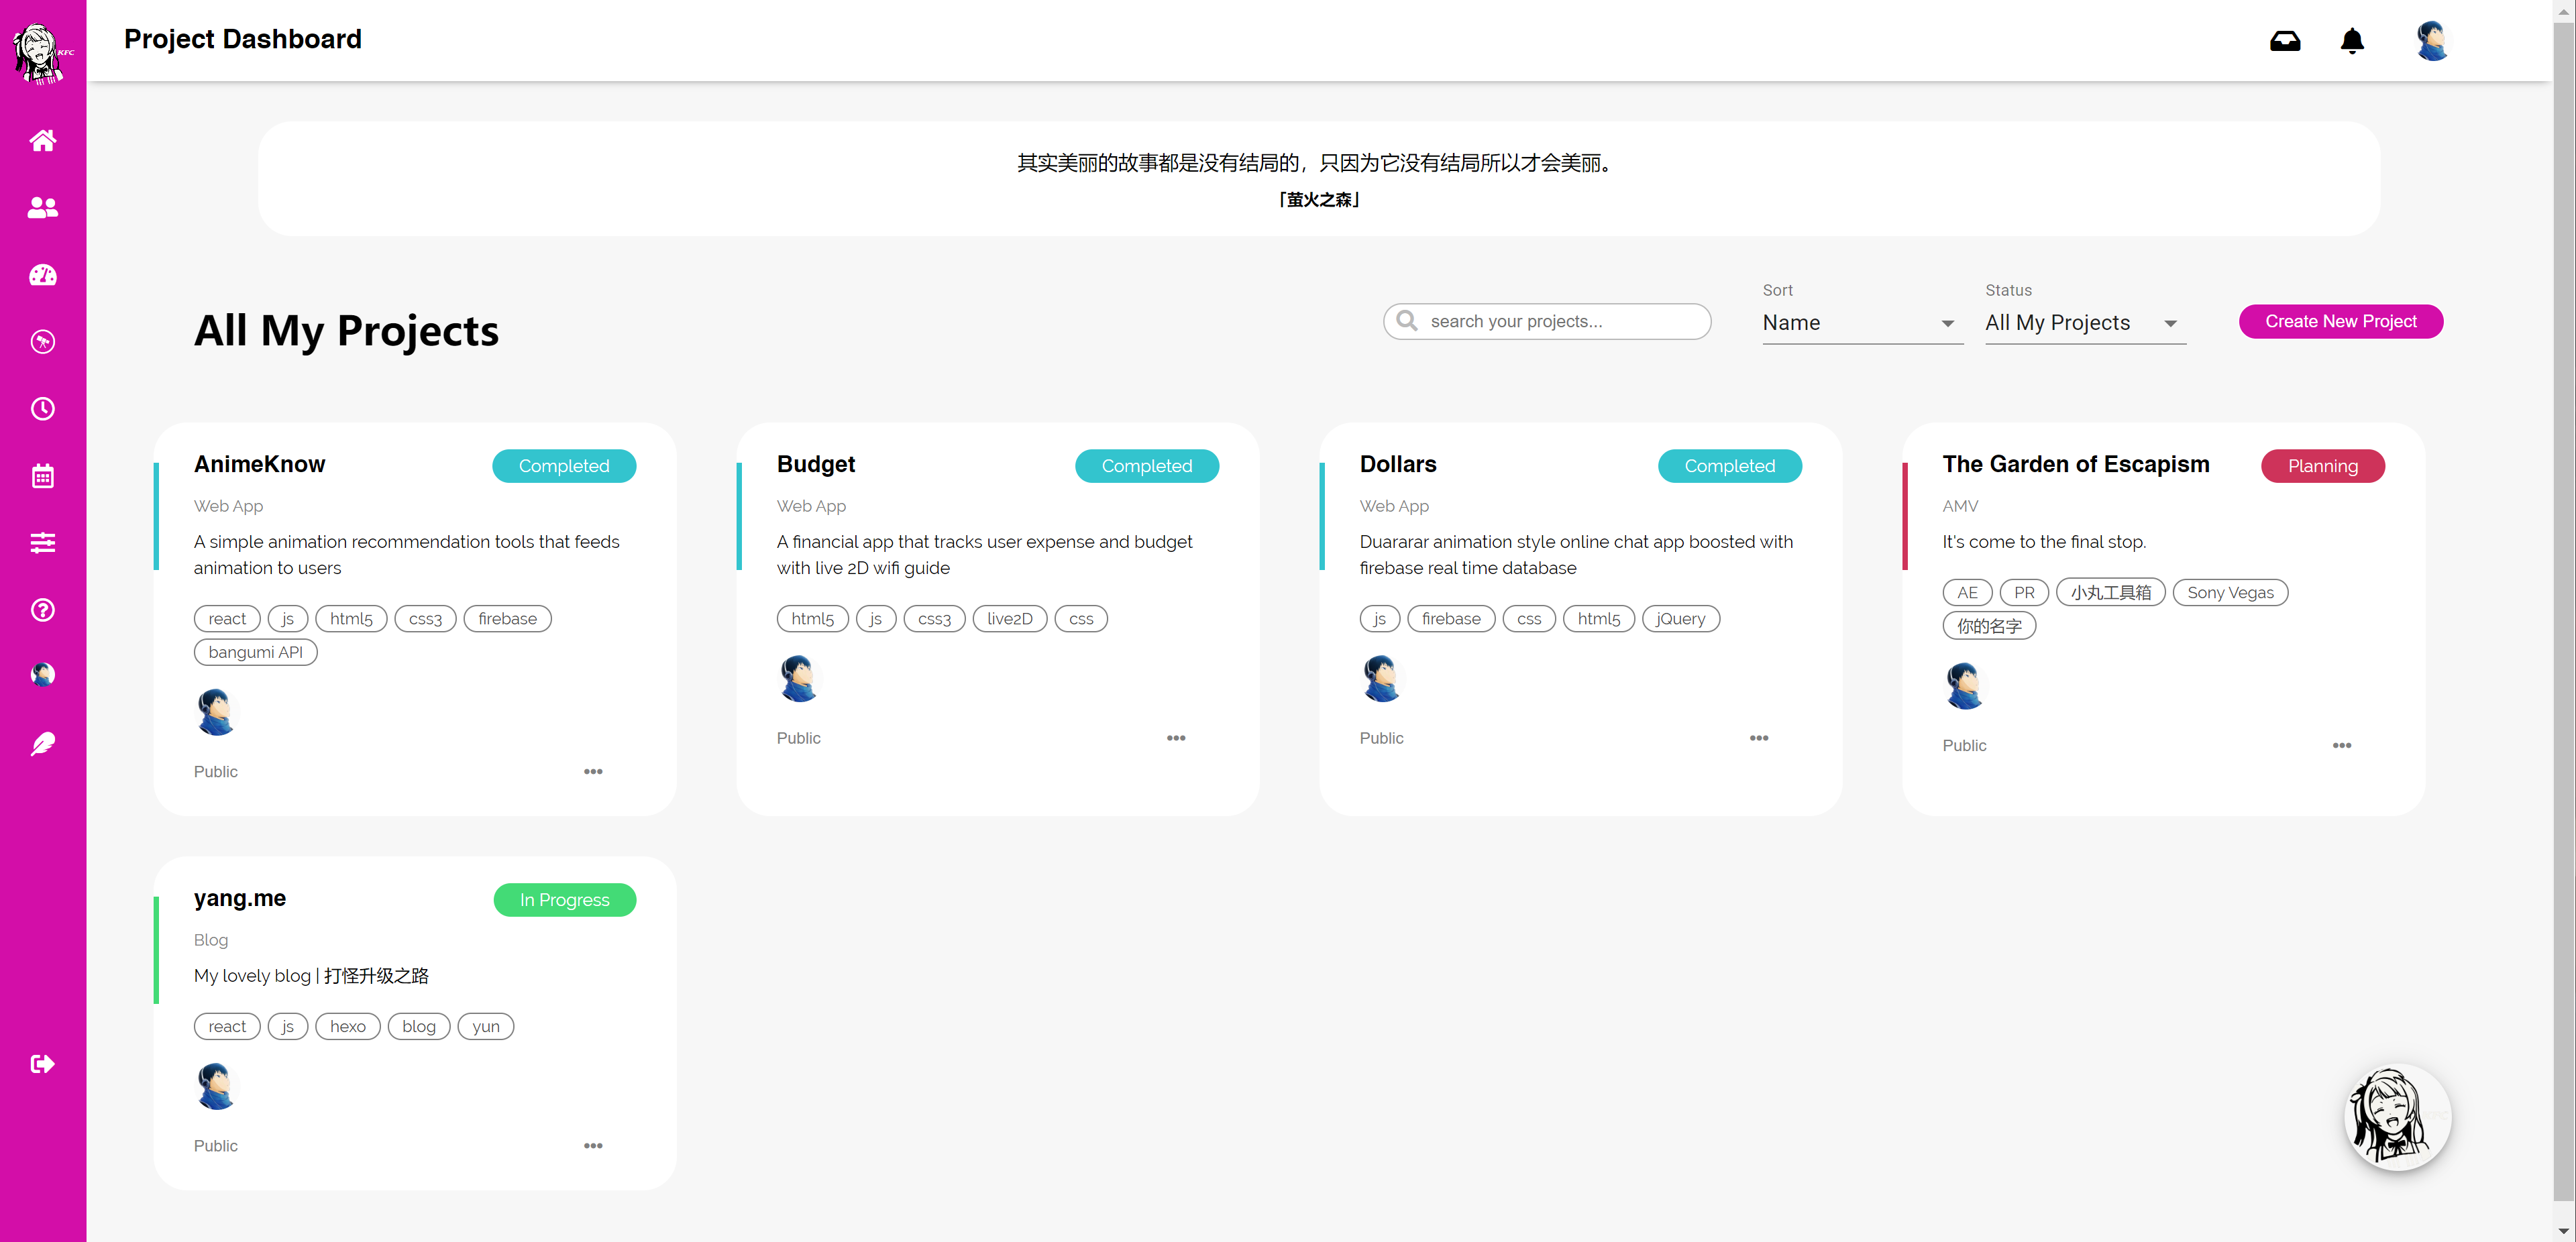 KFC
Project Dashboard
其实美丽的故事都是没有结局的，只因为它没有结局所以才会美丽。
「萤火之森」
All My Projects
search your projects...
Sort
Name
Status
All My Projects
Create New Project
AnimeKnow
Completed
Web App
A simple animation recommendation tools that feeds
animation to users
react js html5 css3 firebase
bangumi API
Public
Budget
Completed
Web App
A financial app that tracks user expense and budget
with live 2D wifi guide
html5 js css3 live2D css
Public
Dollars
Completed
Web App
Duararar animation style online chat app boosted with
firebase real time database
js firebase css html5 jQuery
Public
The Garden of Escapism
Planning
AMV
It's come to the final stop.
AE PR 小丸工具箱 Sony Vegas
你的名字
Public
yang.me
In Progress
Blog
My lovely blog | 打怪升级之路
react js hexo blog yun
Public